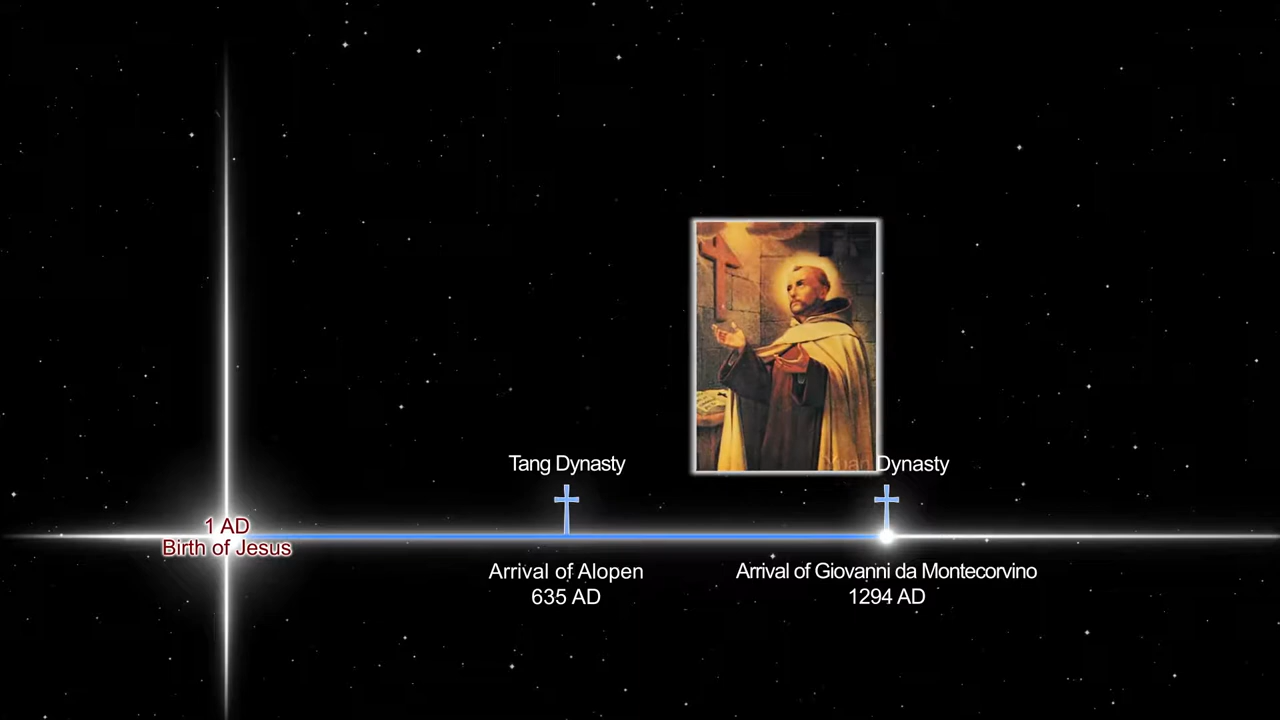 Tang Dynasty
Yuan Dynasty
1 AD
Birth of Jesus
Arrival of Alopen
635 AD
Arrival of Giovanni da Montecorvino
1294 AD